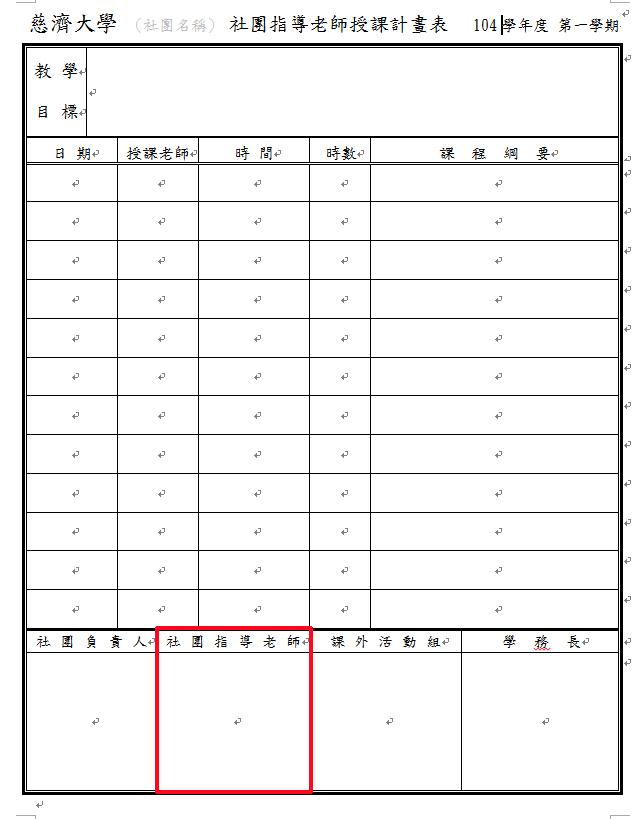 慈濟大學 (社團名稱) 社團指導老師授課計畫表 104學年度 第一學期
教 學
目 標
日 期 授課老師 時 間 時數 課 程 綱 要
社 團 負 責 人 社 團 指 導 老 師 課 外 活 動 組 學 務 長